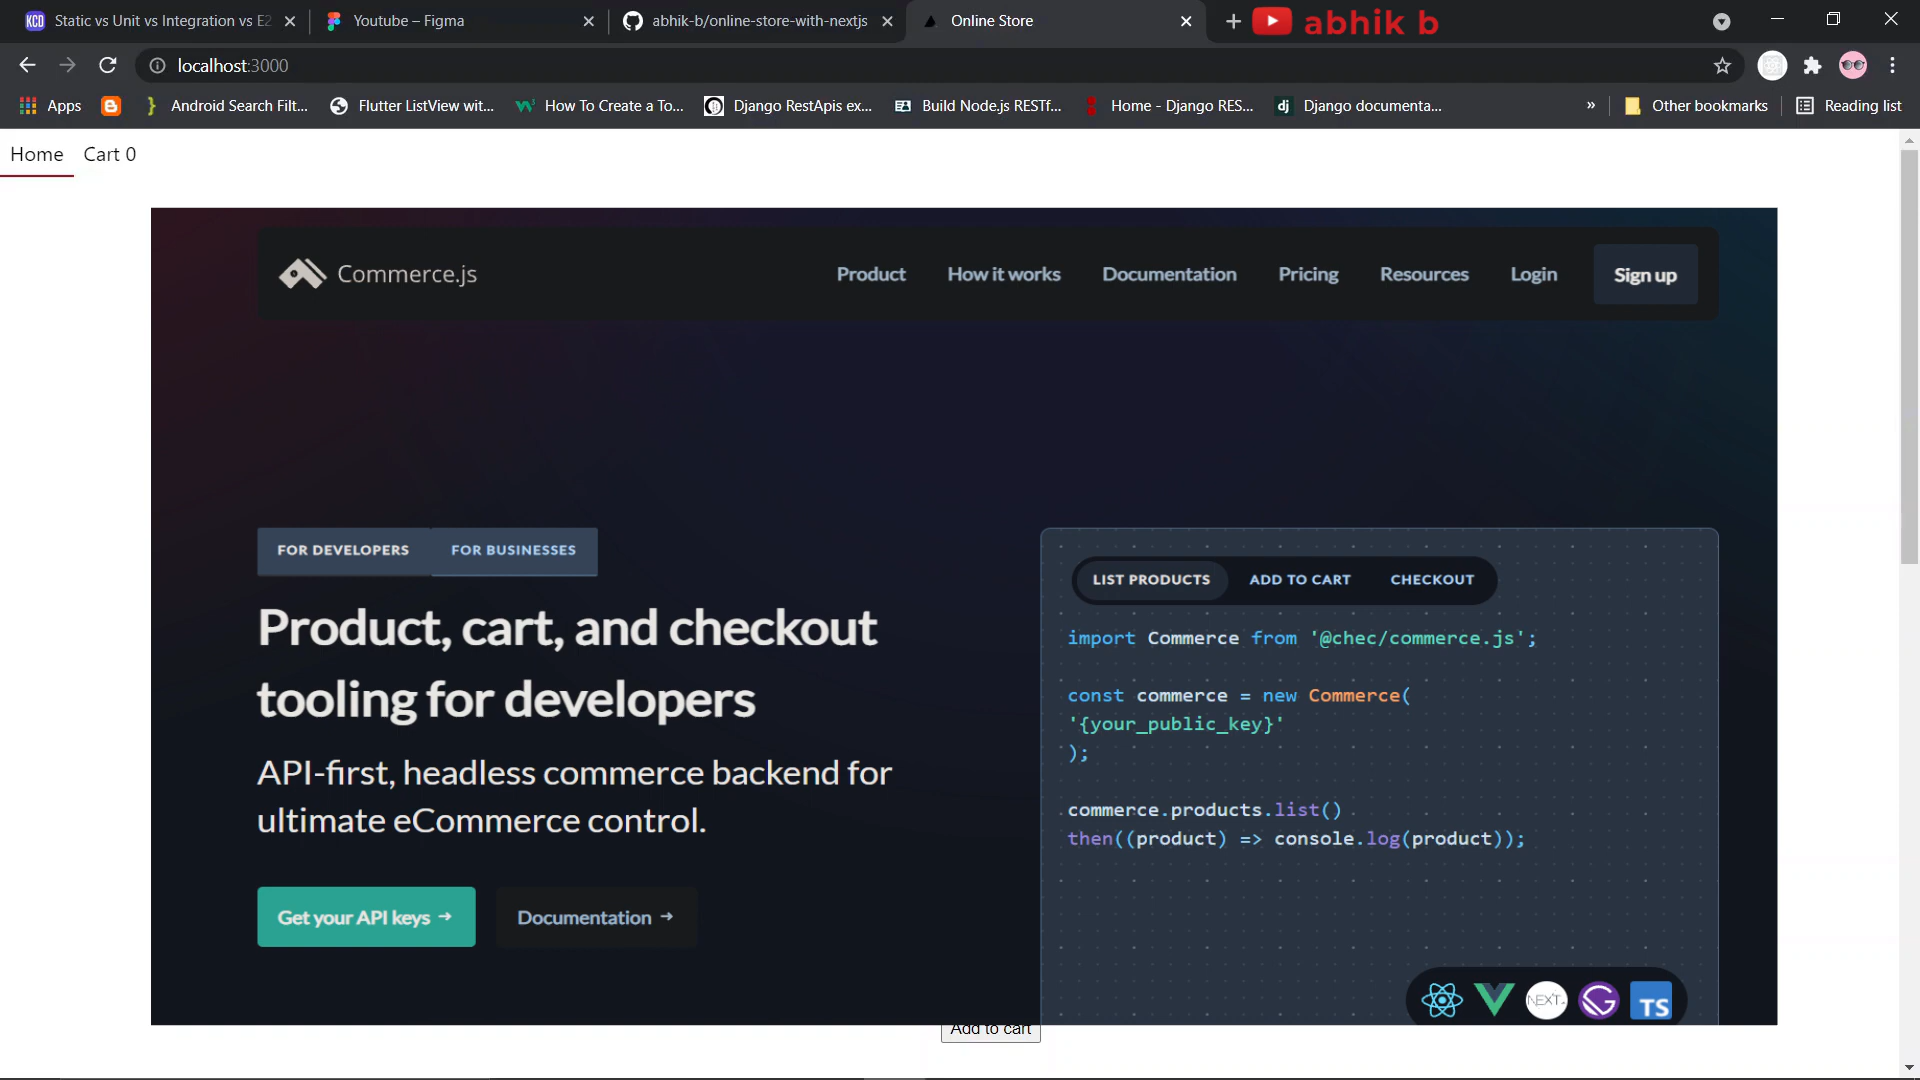 KCD Static vs Unit vs Integration vs E2
Youtube – Figma
abhik-b/online-store-with-nextjs
Online Store
abhik b
localhost:3000
Apps
Android Search Filt...
Flutter ListView wit...
How To Create a To...
Django RestApis ex...
Build Node.js RESTf...
Home - Django RES...
dj Django documenta...
»
Other bookmarks
Reading list
Home
Cart 0
Commerce.js
Product
How it works
Documentation
Pricing
Resources
Login
Sign up
FOR DEVELOPERS
FOR BUSINESSES
Product, cart, and checkout
tooling for developers
API-first, headless commerce backend for
ultimate eCommerce control.
Get your API keys →
Documentation →
LIST PRODUCTS
ADD TO CART
CHECKOUT
import Commerce from '@chec/commerce.js';
const commerce = new Commerce(
'{your_public_key}'
);
commerce.products.list()
then((product) => console.log(product));
NEXT.
TS
Add to cart